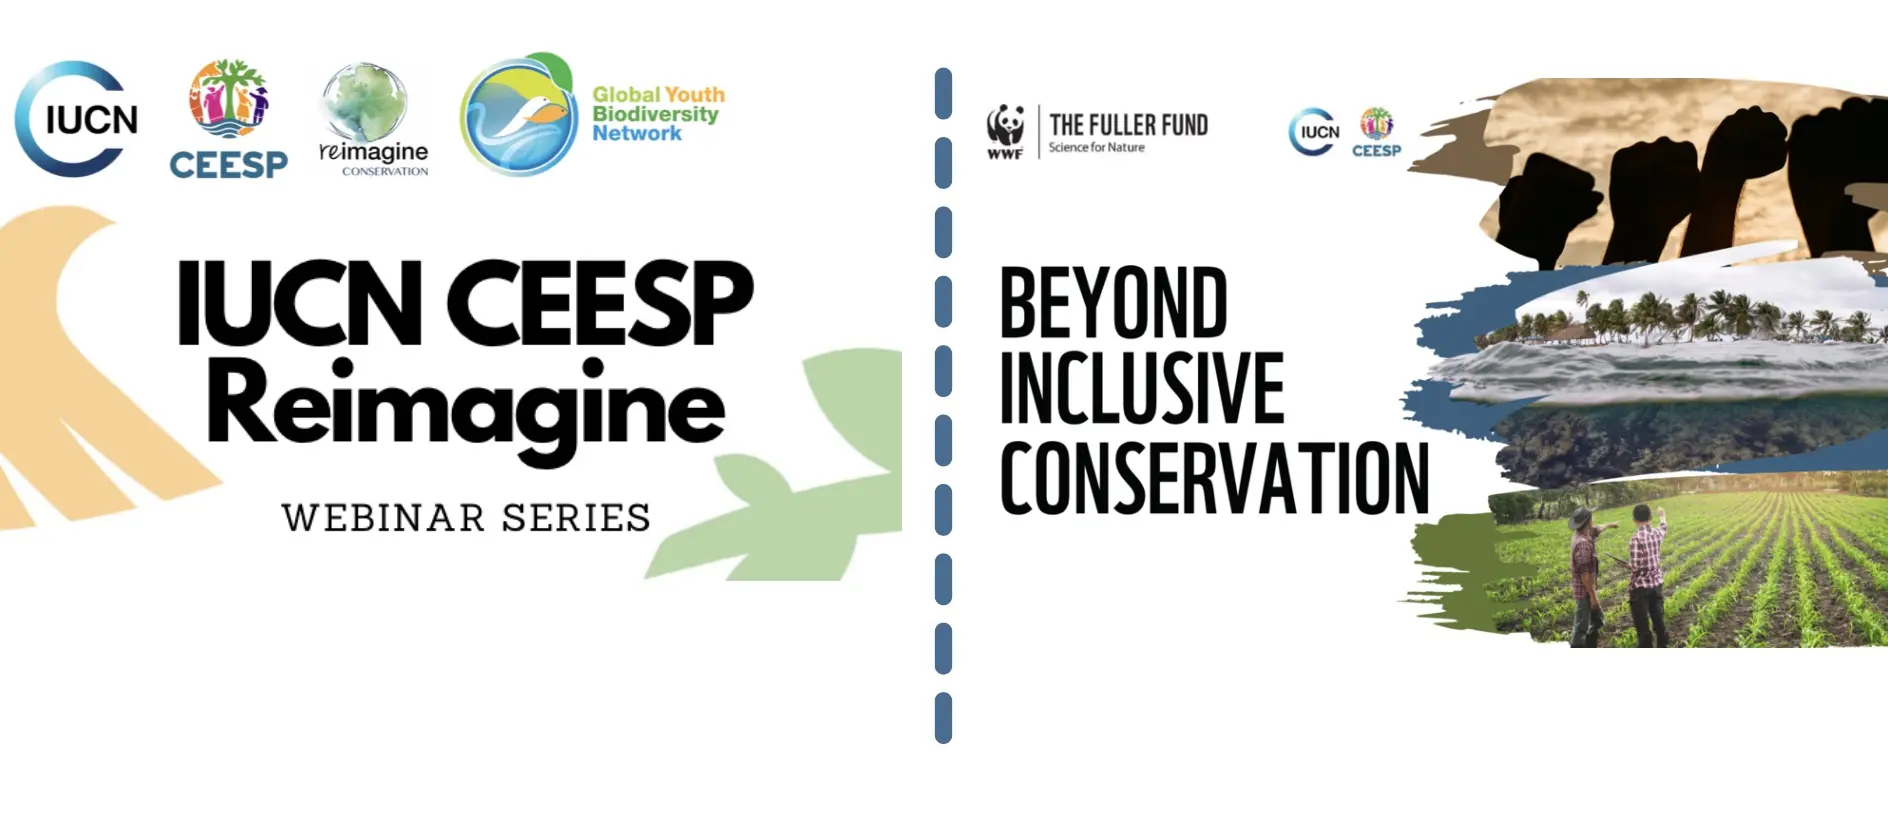 IUCN
CEESP
reimagine
CONSERVATION
Global Youth
Biodiversity
Network
IUCN CEESP
Reimagine
WEBINAR SERIES
WWF
THE FULLER FUND
Science for Nature
IUCN
CEESP
BEYOND
INCLUSIVE
CONSERVATION